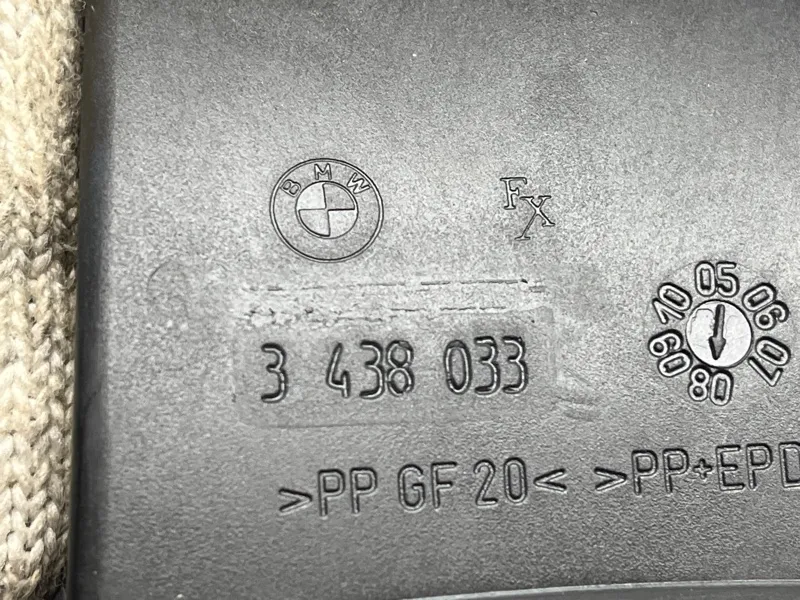 BMW
FX
3 438 033
05 06 07 08 09 10
>PP GF 20< >PP+EPD